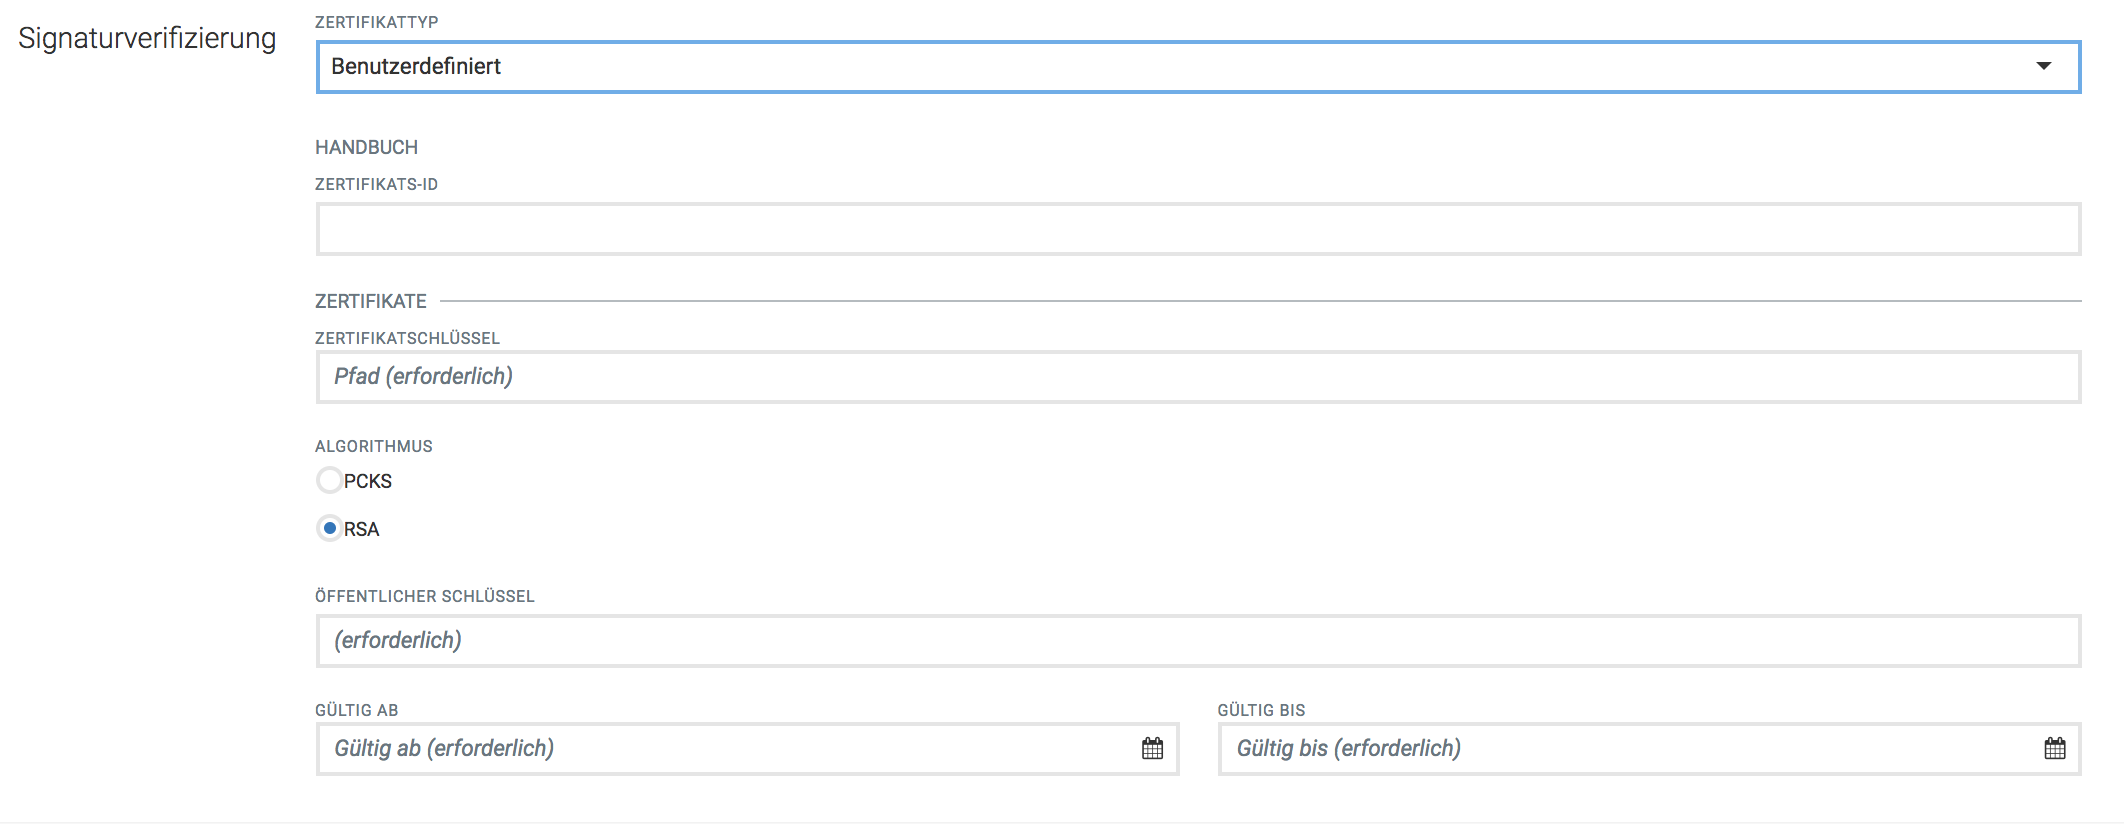 Signaturverifizierung
ZERTIFIKATTYP
Benutzerdefiniert
HANDBUCH
ZERTIFIKATS-ID
ZERTIFIKATE
ZERTIFIKATSCHLÜSSEL
Pfad (erforderlich)
ALGORITHMUS
PCKS
RSA
ÖFFENTLICHER SCHLÜSSEL
(erforderlich)
GÜLTIG AB
Gültig ab (erforderlich)
GÜLTIG BIS
Gültig bis (erforderlich)